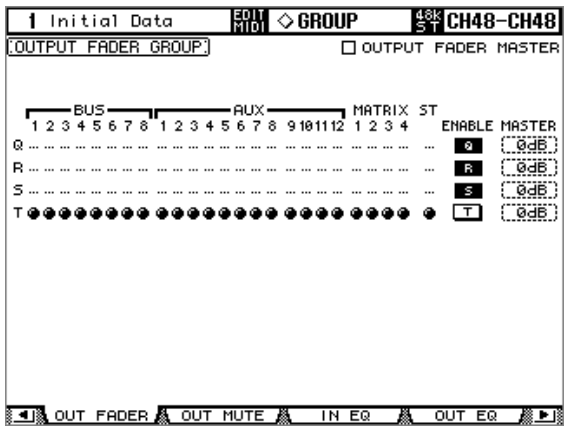 1 Initial Data EDIT MIDI ◇GROUP 48k ST CH48-CH48
OUTPUT FADER GROUP □ OUTPUT FADER MASTER
BUS AUX MATRIX ST
1 2 3 4 5 6 7 8 1 2 3 4 5 6 7 8 9 10 11 12 1 2 3 4 ENABLE MASTER
Q Q 0dB
R R 0dB
S S 0dB
T T 0dB
OUT FADER OUT MUTE IN EQ OUT EQ